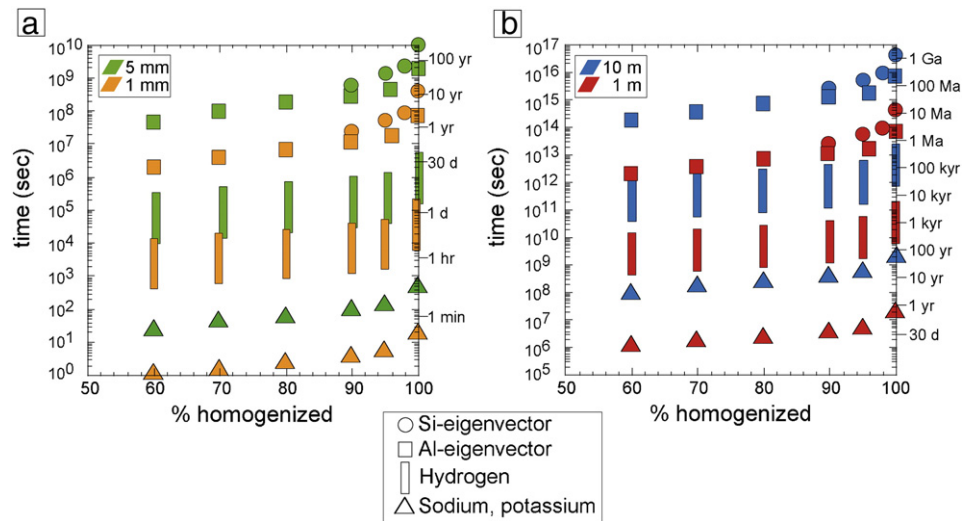 a
b
10^10
10^9
10^8
10^7
10^6
10^5
10^4
10^3
10^2
10^1
10^0
time (sec)
5 mm
1 mm
100 yr
10 yr
1 yr
30 d
1 d
1 hr
1 min
50 60 70 80 90 100
% homogenized
10^17
10^16
10^15
10^14
10^13
10^12
10^11
10^10
10^9
10^8
10^7
10^6
10^5
time (sec)
10 m
1 m
1 Ga
100 Ma
10 Ma
1 Ma
100 kyr
10 kyr
1 kyr
100 yr
10 yr
1 yr
30 d
50 60 70 80 90 100
% homogenized
Si-eigenvector
Al-eigenvector
Hydrogen
Sodium, potassium